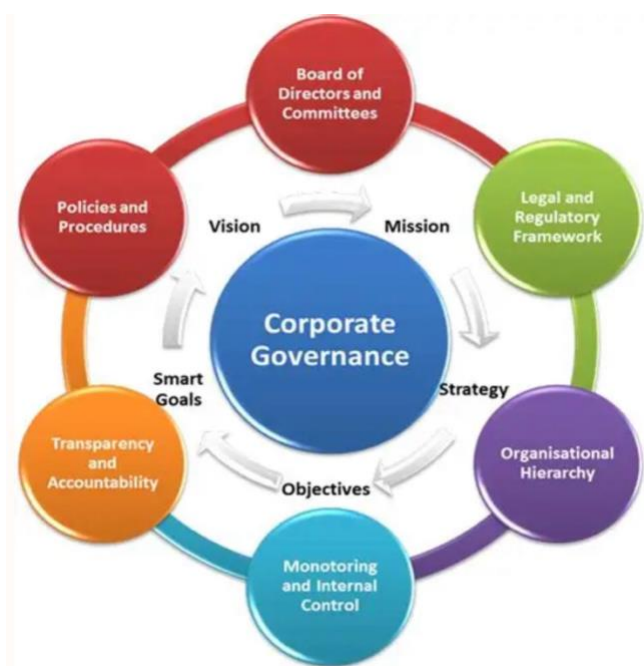 Board of
Directors and
Committees
Policies and
Procedures
Legal and
Regulatory
Framework
Vision
Mission
Corporate
Governance
Smart
Goals
Strategy
Transparency
and
Accountability
Organisational
Hierarchy
Objectives
Monotoring
and Internal
Control